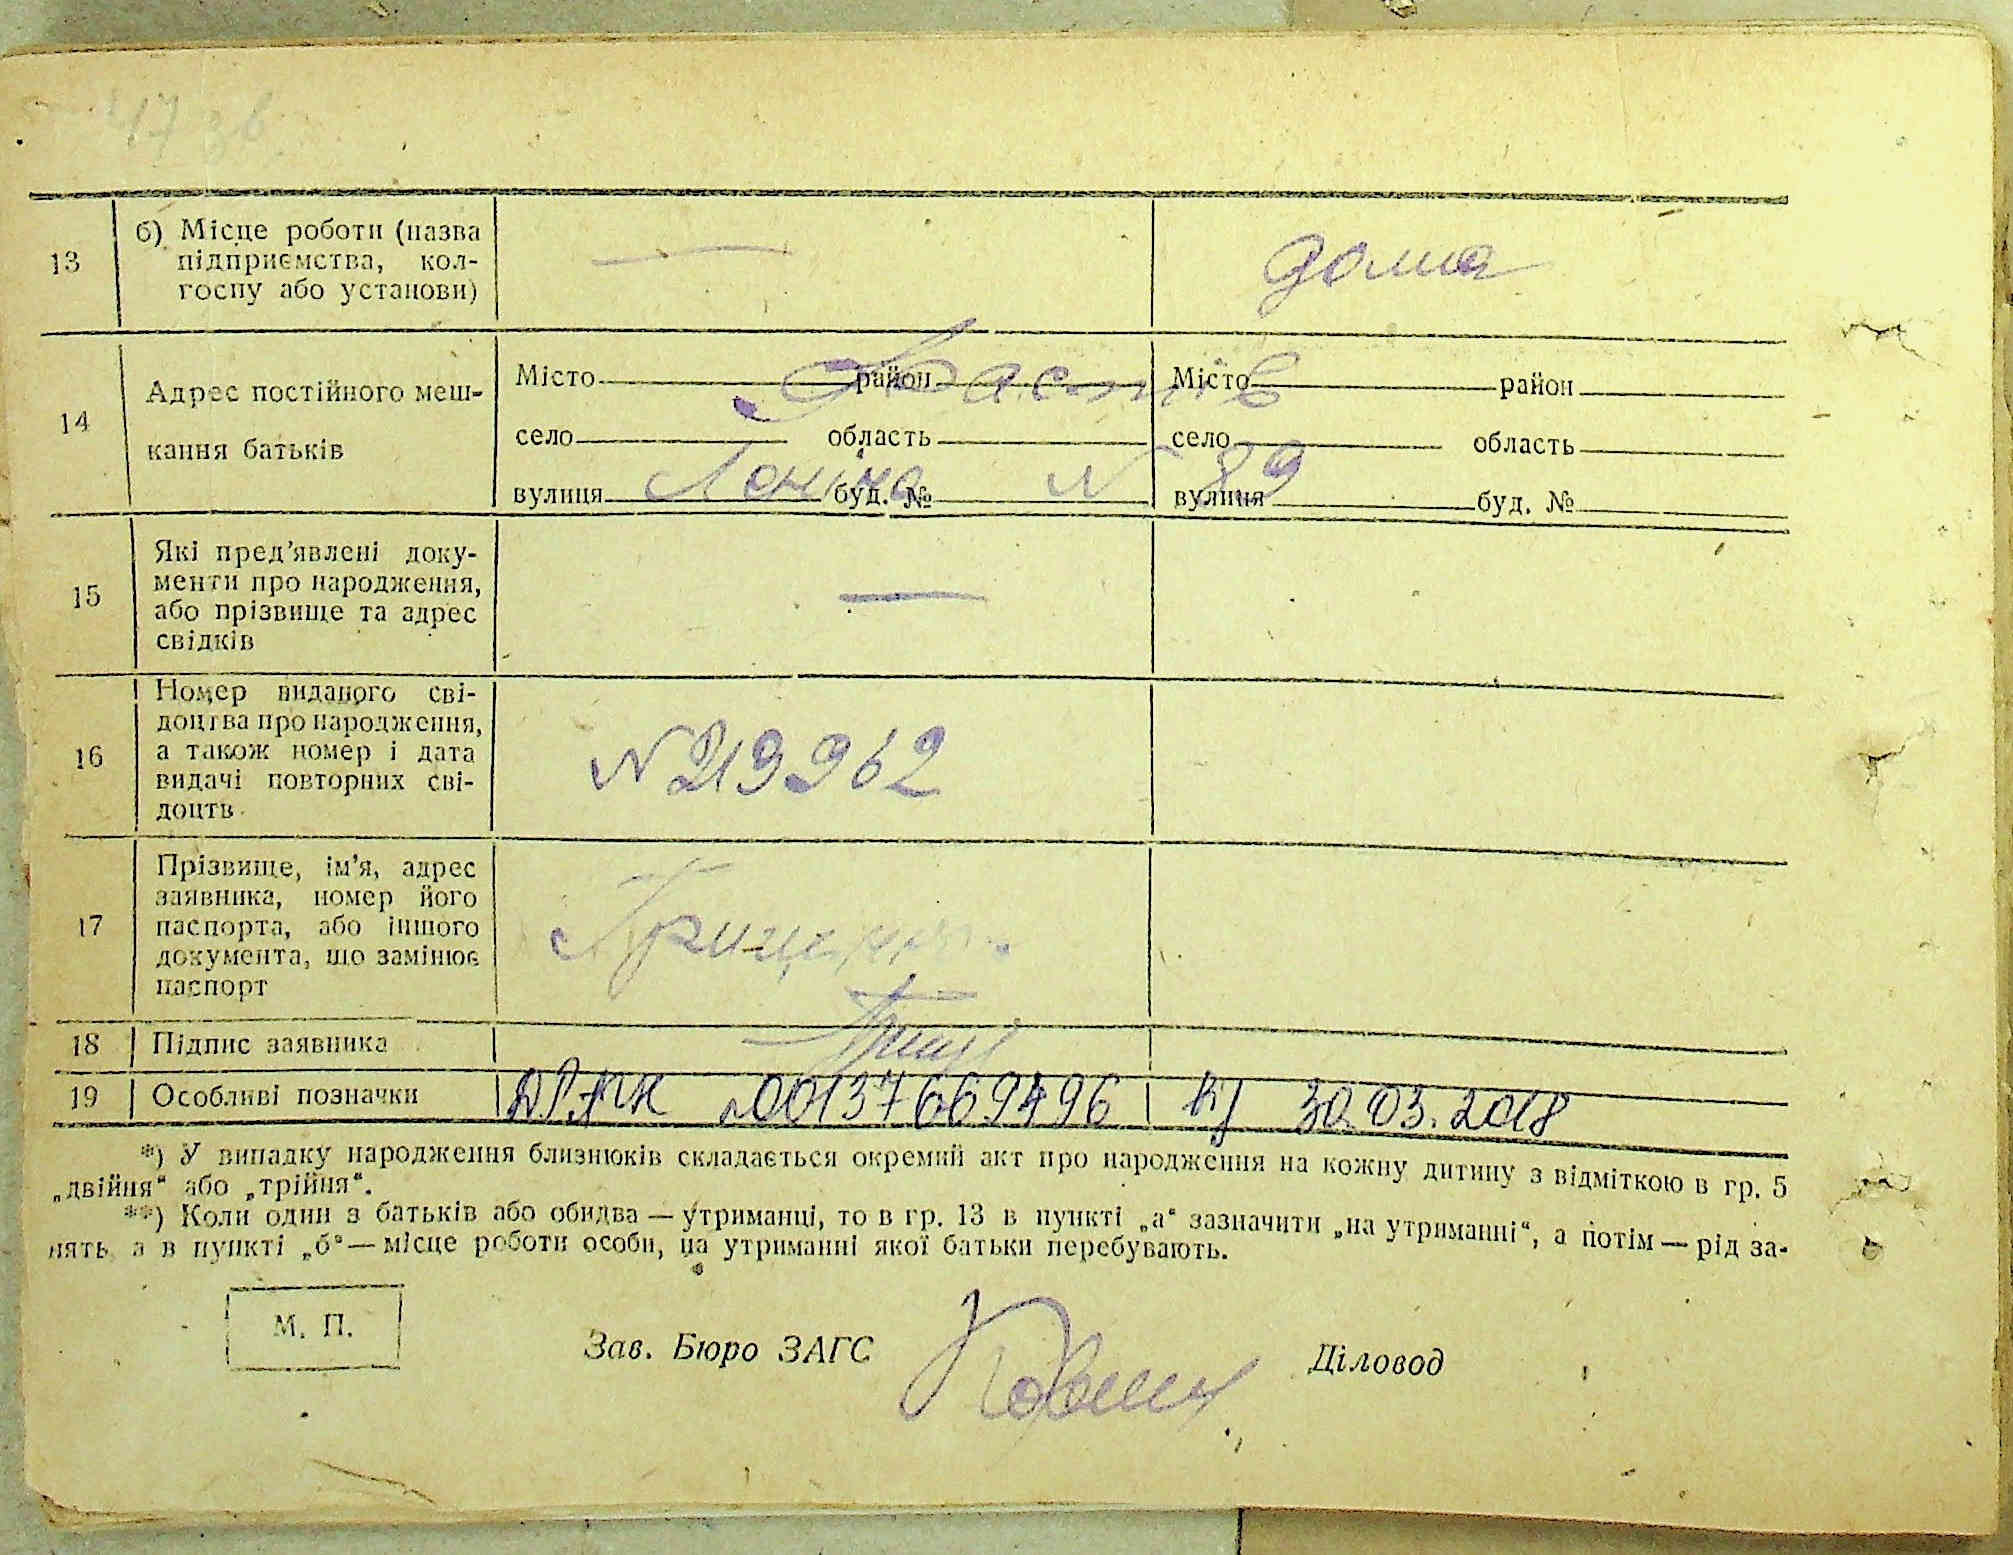 17 зв
13
б) Місце роботи (назва
підприємства, кол-
госпу або установи)
—
дома
14
Адрес постійного меш-
кання батьків
Місто район Місто район
Фастів
село область село область
вулиця буд. № вулиця буд. №
Леніна N 89
15
Які пред'явлені доку-
менти про народження,
або прізвище та адрес
свідків
—
16
Номер виданого сві-
доцтва про народження,
а також номер і дата
видачі повторних сві-
доцтв
N 219962
17
Прізвище, ім'я, адрес
заявника, номер його
паспорта, або іншого
документа, що замінює
паспорт
18 Підпис заявника
19 Особливі позначки
00137669496 30.03.2018
*) У випадку народження близнюків складається окремий акт про народження на кожну дитину з відміткою в гр. 5
„двійня“ або „трійня“.
**) Коли один з батьків або обидва — утриманці, то в гр. 13 в пункті „а“ зазначити „на утриманні“, а потім — рід за-
нять, а в пункті „б“ — місце роботи особи, на утриманні якої батьки перебувають.
М. П.
Зав. Бюро ЗАГС
Діловод